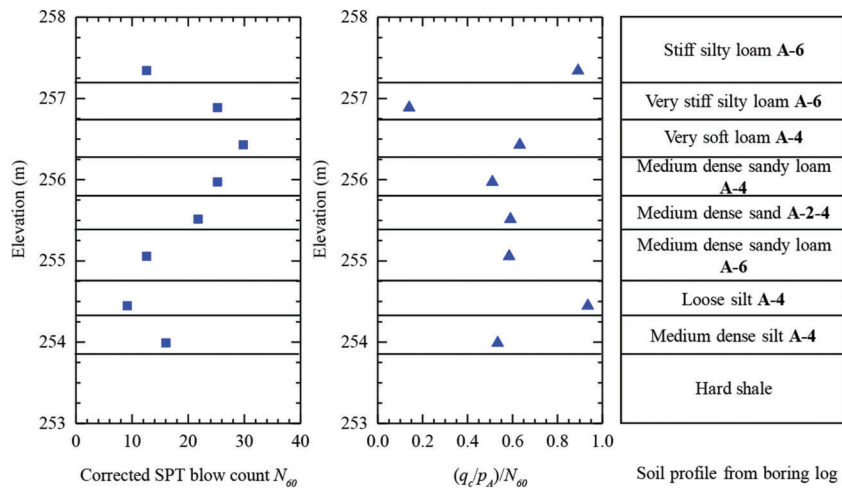 258
257
256
255
254
253
Elevation (m)
0
10
20
30
40
Corrected SPT blow count N60
258
257
256
255
254
253
Elevation (m)
0.0
0.2
0.4
0.6
0.8
1.0
(qc/pA)/N60
Stiff silty loam A-6
Very stiff silty loam A-6
Very soft loam A-4
Medium dense sandy loam
A-4
Medium dense sand A-2-4
Medium dense sandy loam
A-6
Loose silt A-4
Medium dense silt A-4
Hard shale
Soil profile from boring log